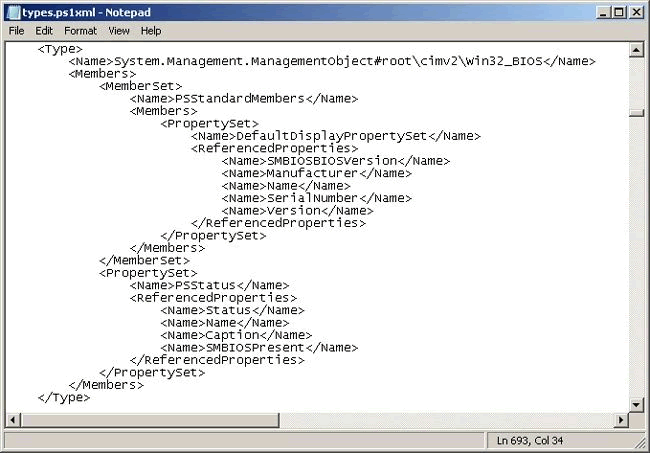 types.ps1xml - Notepad
File Edit Format View Help
<Type>
<Name>System.Management.ManagementObject#root\cimv2\Win32_BIOS</Name>
<Members>
<MemberSet>
<Name>PSStandardMembers</Name>
<Members>
<PropertySet>
<Name>DefaultDisplayPropertySet</Name>
<ReferencedProperties>
<Name>SMBIOSBIOSVersion</Name>
<Name>Manufacturer</Name>
<Name>Name</Name>
<Name>SerialNumber</Name>
<Name>Version</Name>
</ReferencedProperties>
</PropertySet>
</Members>
</MemberSet>
<PropertySet>
<Name>PSStatus</Name>
<ReferencedProperties>
<Name>Status</Name>
<Name>Name</Name>
<Name>Caption</Name>
<Name>SMBIOSPresent</Name>
</ReferencedProperties>
</PropertySet>
</Members>
</Type>
Ln 693, Col 34